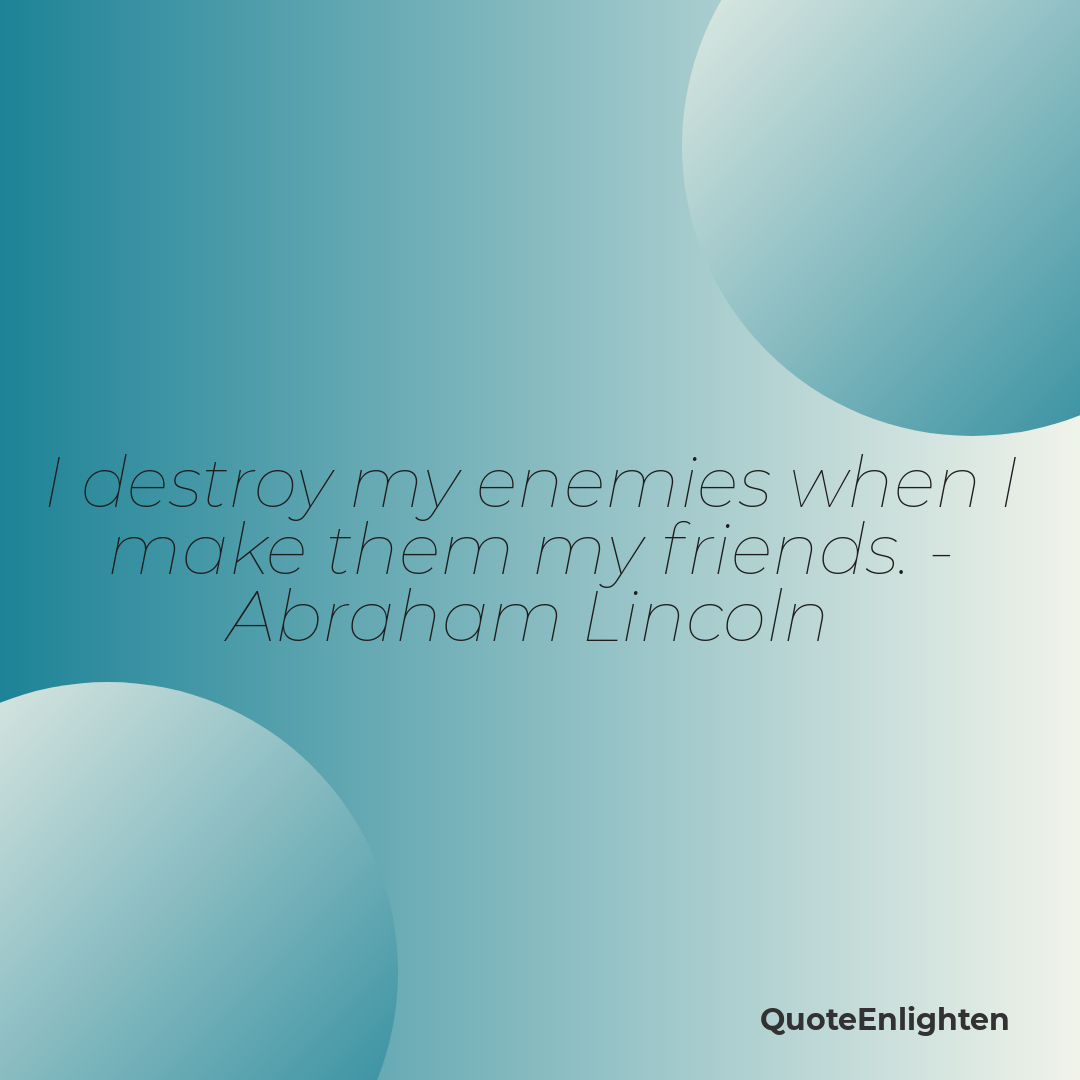 I destroy my enemies when I
make them my friends. -
Abraham Lincoln
QuoteEnlighten